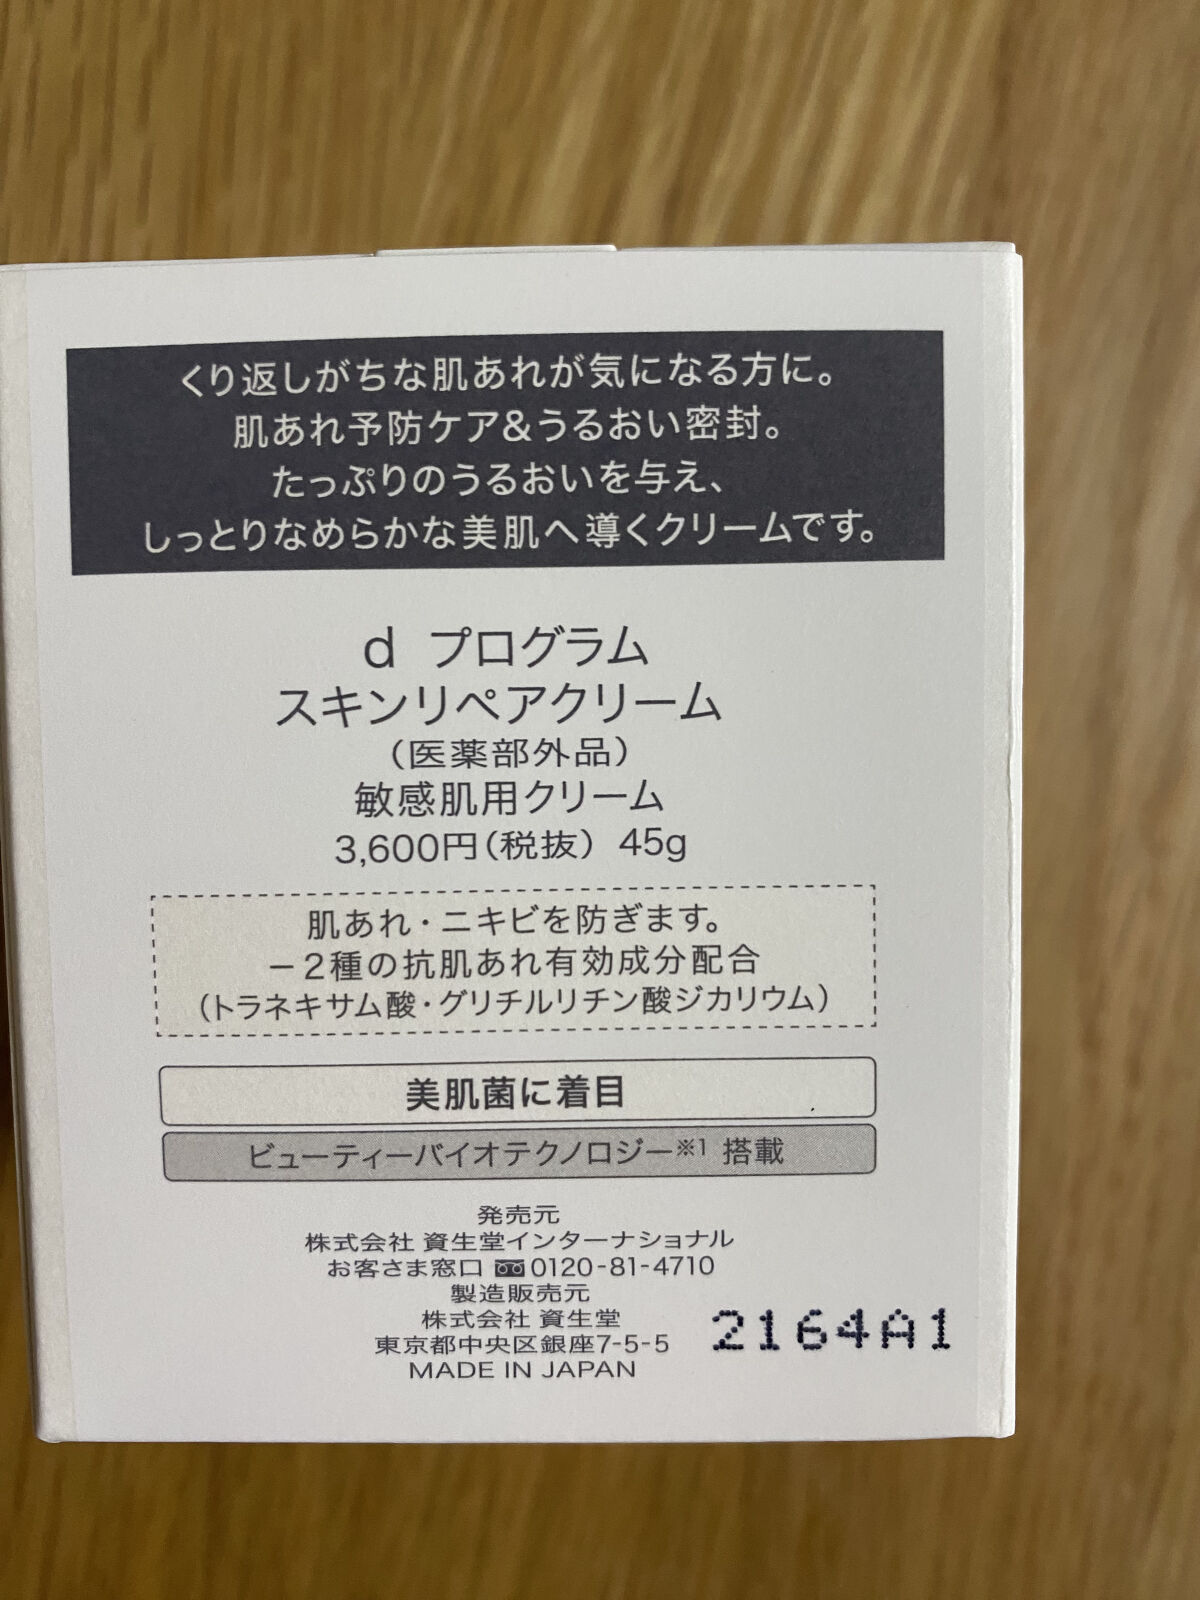 くり返しがちな肌あれが気になる方に。
肌あれ予防ケア&うるおい密封。
たっぷりのうるおいを与え、
しっとりなめらかな美肌へ導くクリームです。
d プログラム
スキンリペアクリーム
（医薬部外品）
敏感肌用クリーム
3,600円（税抜） 45g
肌あれ・ニキビを防ぎます。
－2種の抗肌あれ有効成分配合
（トラネキサム酸・グリチルリチン酸ジカリウム）
美肌菌に着目
ビューティーバイオテクノロジー※1 搭載
発売元
株式会社 資生堂インターナショナル
お客さま窓口 0120-81-4710
製造販売元
株式会社 資生堂
東京都中央区銀座7-5-5
MADE IN JAPAN
2164A1